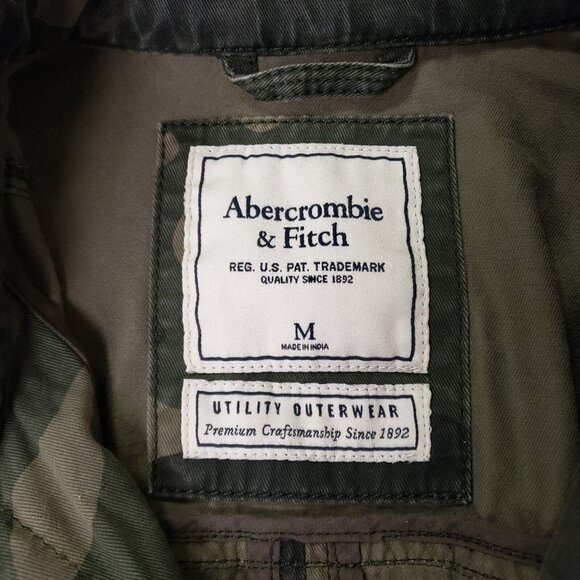 Abercrombie
& Fitch
REG. U.S. PAT. TRADEMARK
QUALITY SINCE 1892
M
MADE IN INDIA
UTILITY OUTERWEAR
Premium Craftsmanship Since 1892